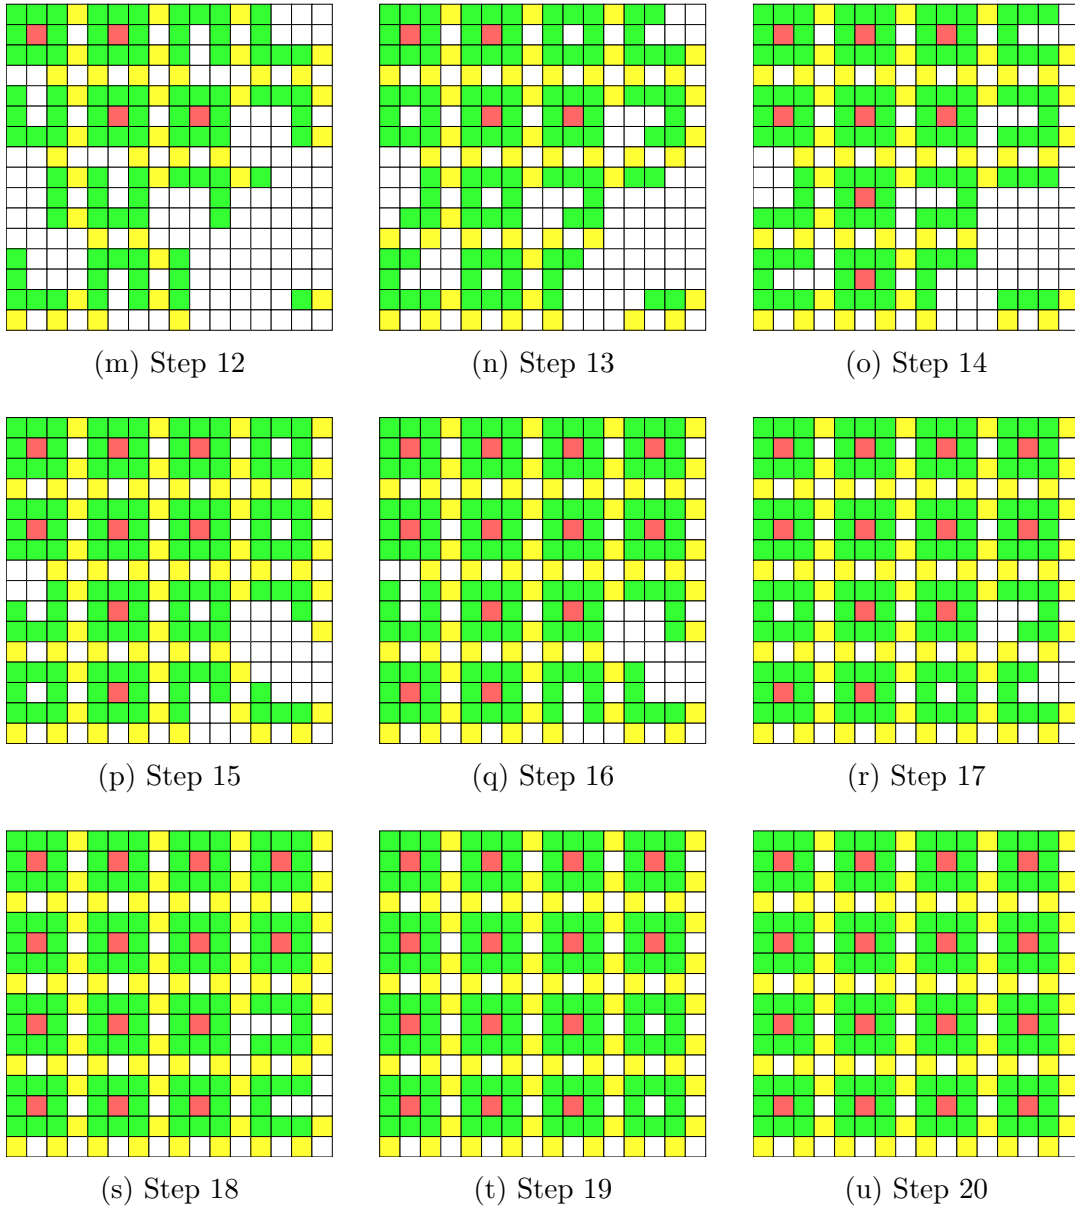 (m) Step 12
(n) Step 13
(o) Step 14
(p) Step 15
(q) Step 16
(r) Step 17
(s) Step 18
(t) Step 19
(u) Step 20